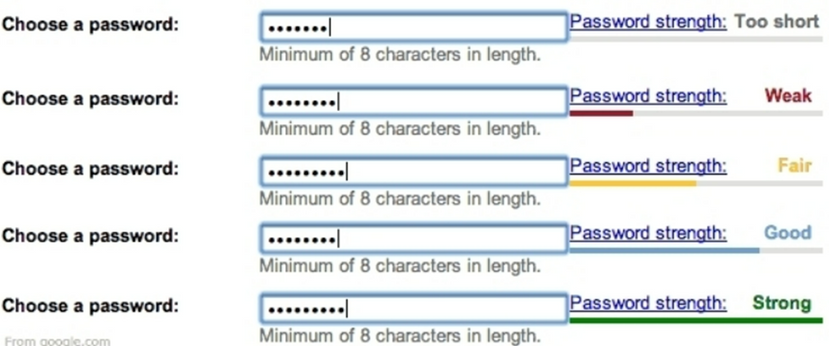 Choose a password: ••••••• Password strength: Too short
Minimum of 8 characters in length.
Choose a password: •••••••• Password strength: Weak
Minimum of 8 characters in length.
Choose a password: ••••••••• Password strength: Fair
Minimum of 8 characters in length.
Choose a password: •••••••• Password strength: Good
Minimum of 8 characters in length.
Choose a password: ••••••••• Password strength: Strong
Minimum of 8 characters in length.
From google.com